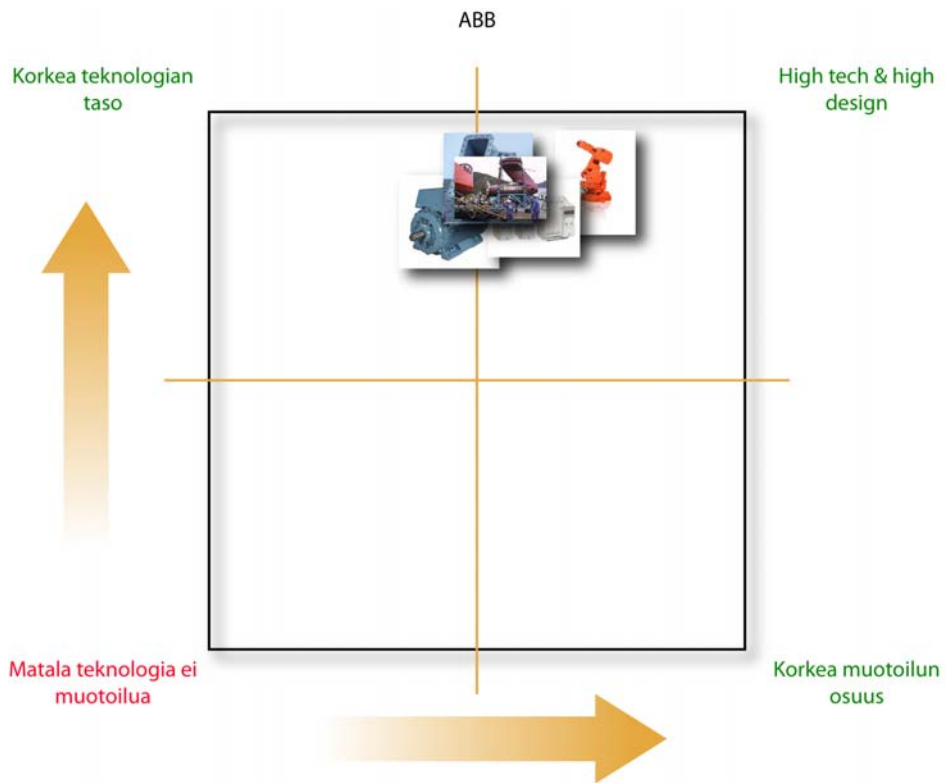 ABB
Korkea teknologian
taso
High tech & high
design
Matala teknologia ei
muotoilua
Korkea muotoilun
osuus